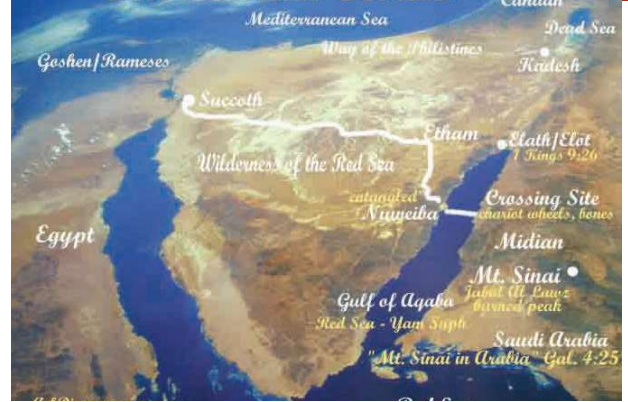 Canaan
Mediterranean Sea
Dead Sea
Way of the Philistines
Goshen/Rameses
Kadesh
Succoth
Etham
Elath/Elot
1 Kings 9:26
Wilderness of the Red Sea
entangled
Nuweiba
Crossing Site
chariot wheels, bones
Egypt
Midian
Mt. Sinai
Jabal Al Lawz
burned peak
Gulf of Aqaba
Red Sea - Yam Suph
Saudi Arabia
"Mt. Sinai in Arabia" Gal. 4:25